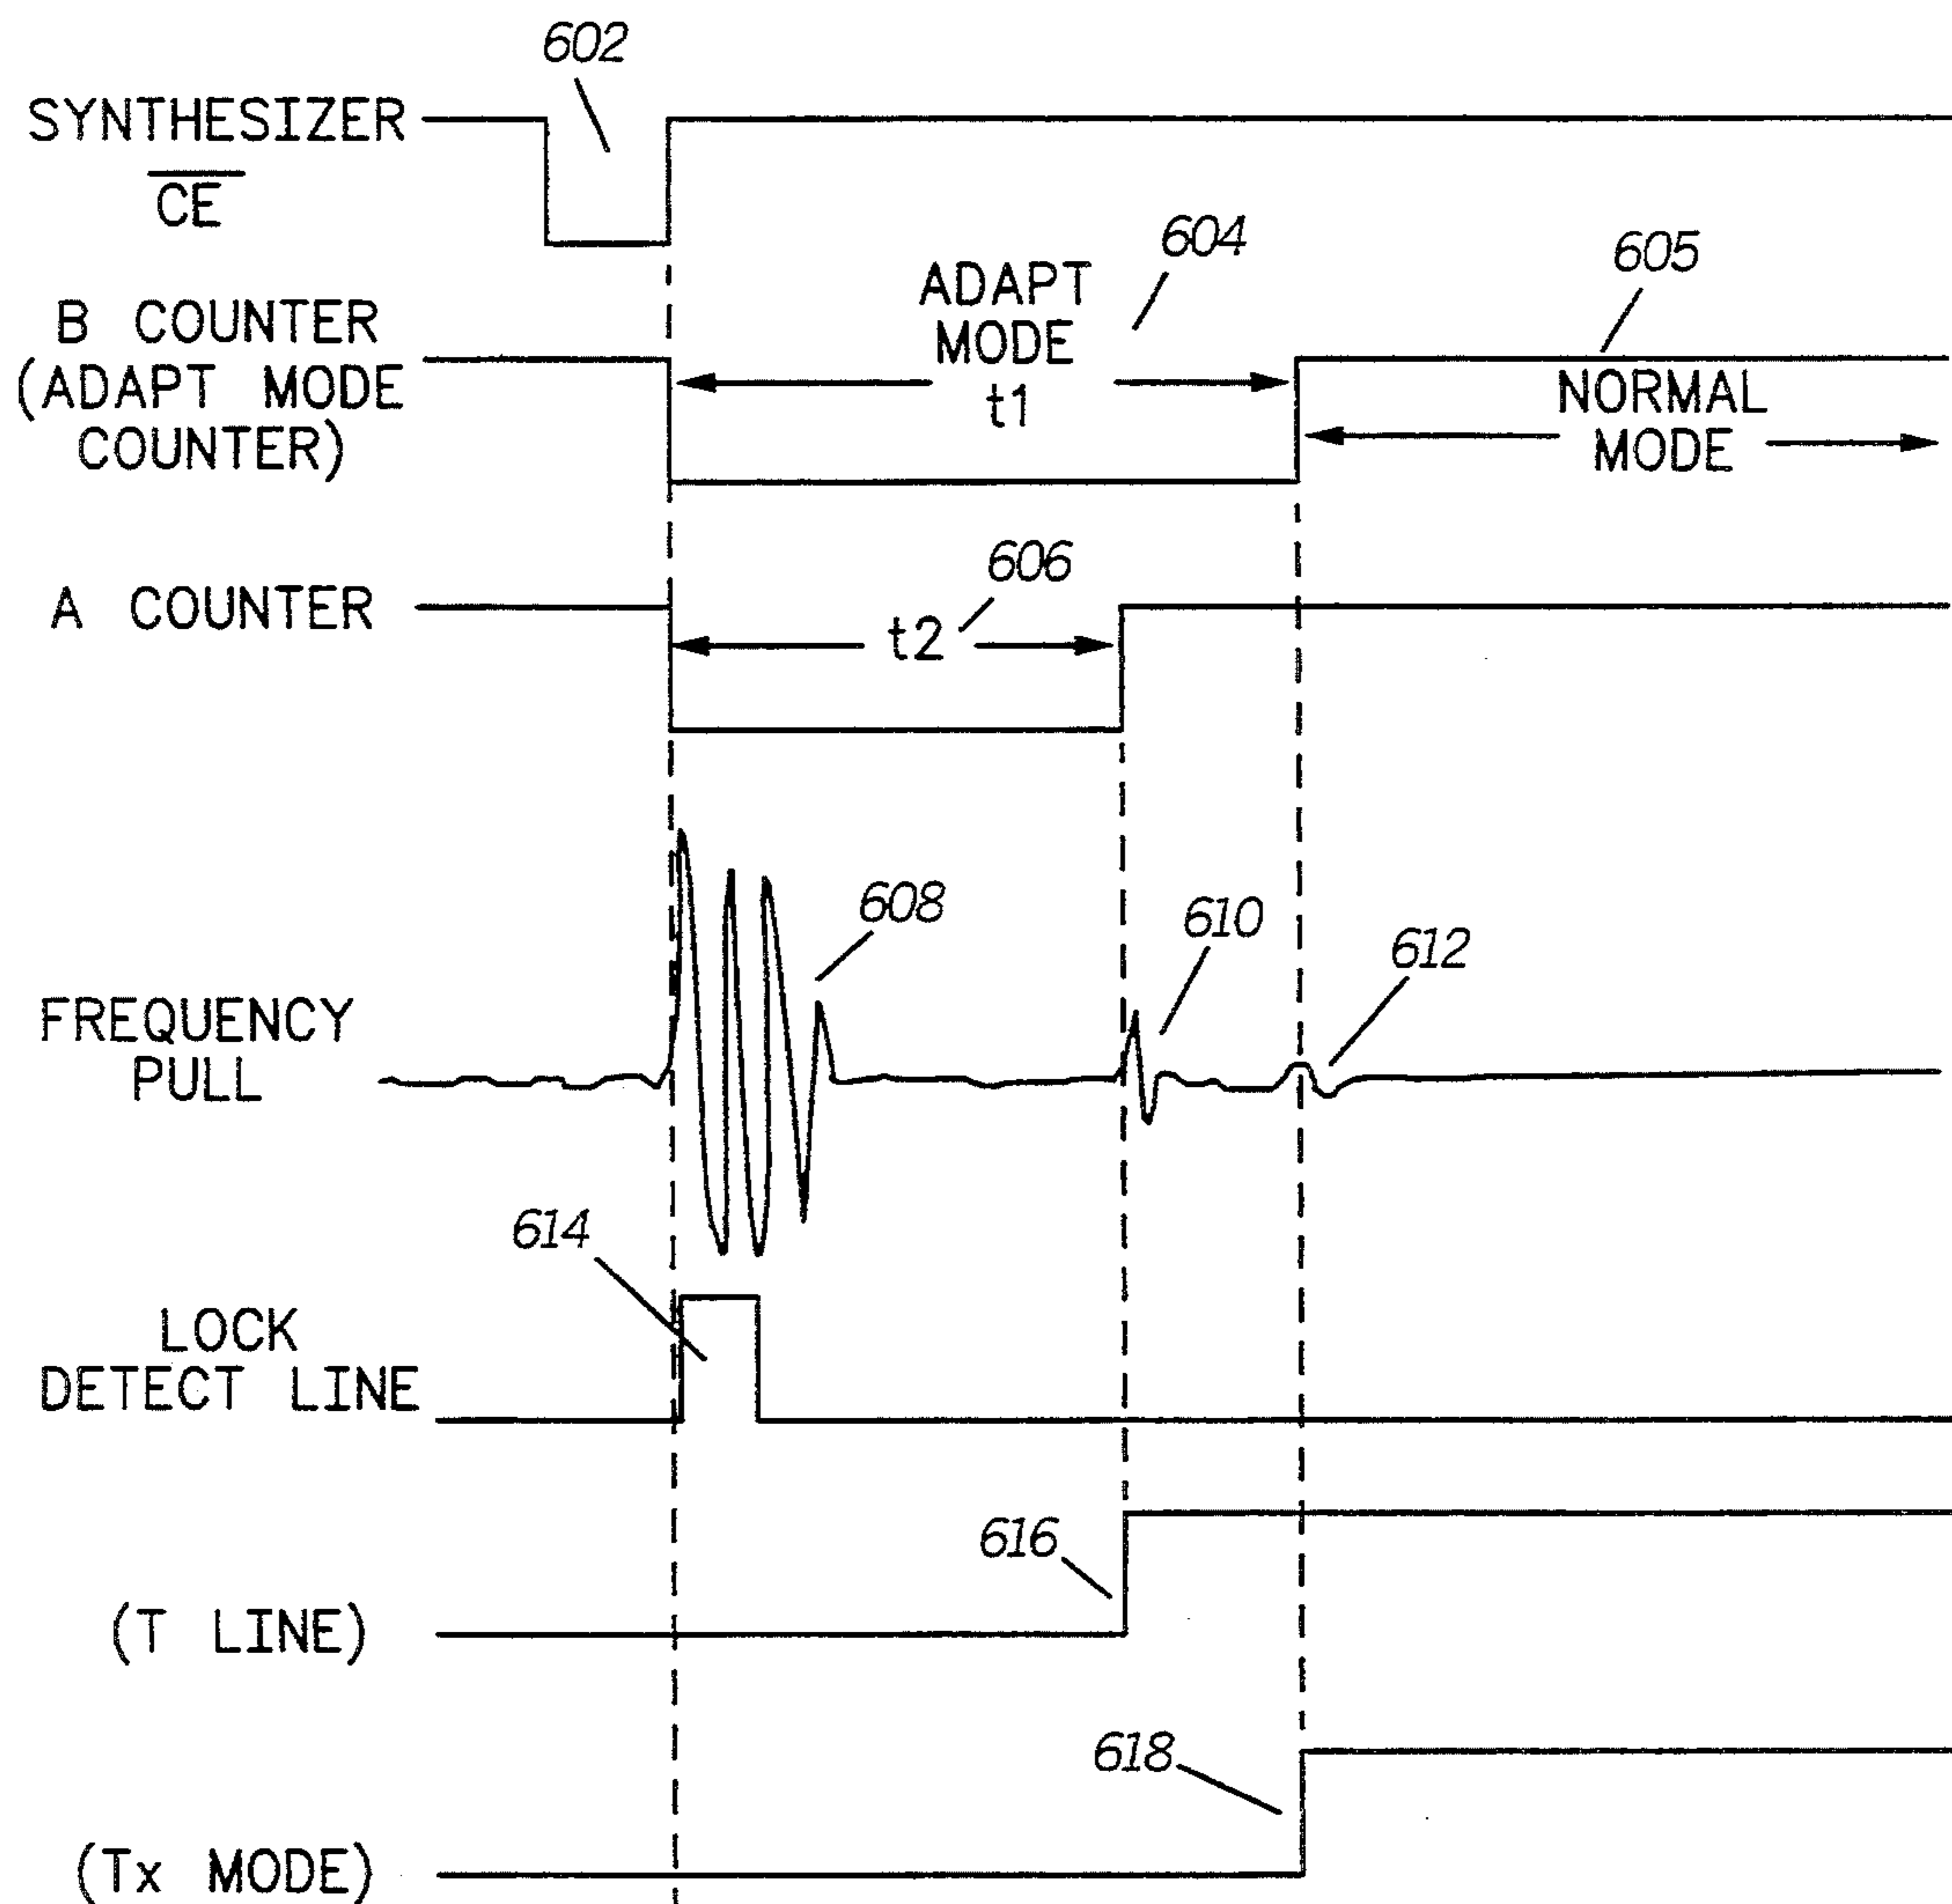 602
SYNTHESIZER
CE
604
605
ADAPT
MODE
t1
B COUNTER
(ADAPT MODE
COUNTER)
NORMAL
MODE
606
A COUNTER
t2
608
610
612
FREQUENCY
PULL
614
LOCK
DETECT LINE
616
(T LINE)
618
(Tx MODE)